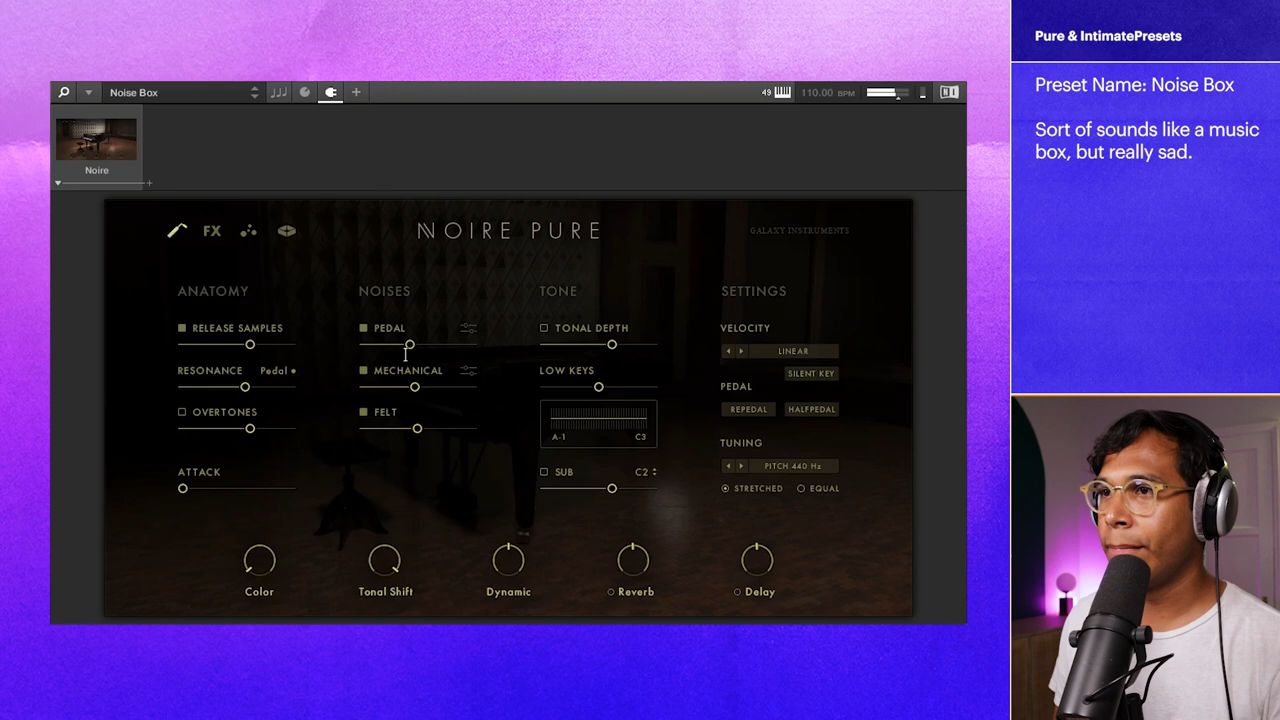 Pure & IntimatePresets
Preset Name: Noise Box
Sort of sounds like a music
box, but really sad.
Noise Box
49
110.00 BPM
Noire
FX
NOIRE PURE
GALAXY INSTRUMENTS
ANATOMY
RELEASE SAMPLES
RESONANCE Pedal
OVERTONES
ATTACK
NOISES
PEDAL
MECHANICAL
FELT
TONE
TONAL DEPTH
LOW KEYS
A-1 C3
SUB C2
SETTINGS
VELOCITY
LINEAR
SILENT KEY
PEDAL
REPEDAL HALFPEDAL
TUNING
PITCH 440 Hz
STRETCHED EQUAL
Color Tonal Shift Dynamic Reverb Delay